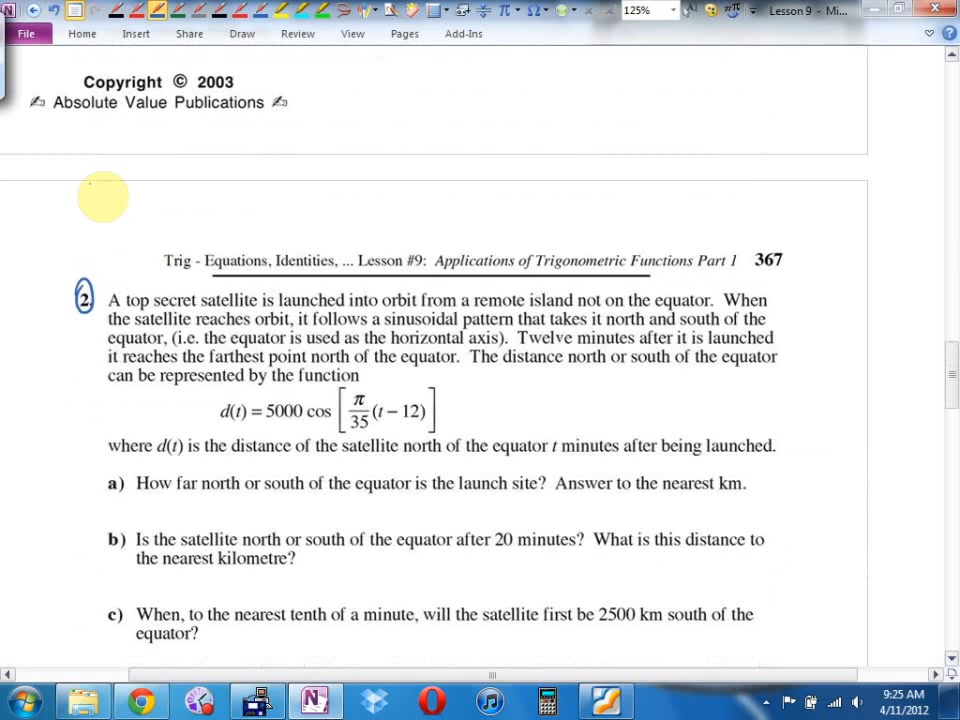 125%
Lesson 9 - Mi...
File Home Insert Share Draw Review View Pages Add-Ins
Copyright © 2003
✍ Absolute Value Publications ✍
Trig - Equations, Identities, ... Lesson #9: Applications of Trigonometric Functions Part 1 367
2. A top secret satellite is launched into orbit from a remote island not on the equator. When
the satellite reaches orbit, it follows a sinusoidal pattern that takes it north and south of the
equator, (i.e. the equator is used as the horizontal axis). Twelve minutes after it is launched
it reaches the farthest point north of the equator. The distance north or south of the equator
can be represented by the function
d(t) = 5000 cos [π/35 (t – 12)]
where d(t) is the distance of the satellite north of the equator t minutes after being launched.
a) How far north or south of the equator is the launch site? Answer to the nearest km.
b) Is the satellite north or south of the equator after 20 minutes? What is this distance to
the nearest kilometre?
c) When, to the nearest tenth of a minute, will the satellite first be 2500 km south of the
equator?
9:25 AM
4/11/2012